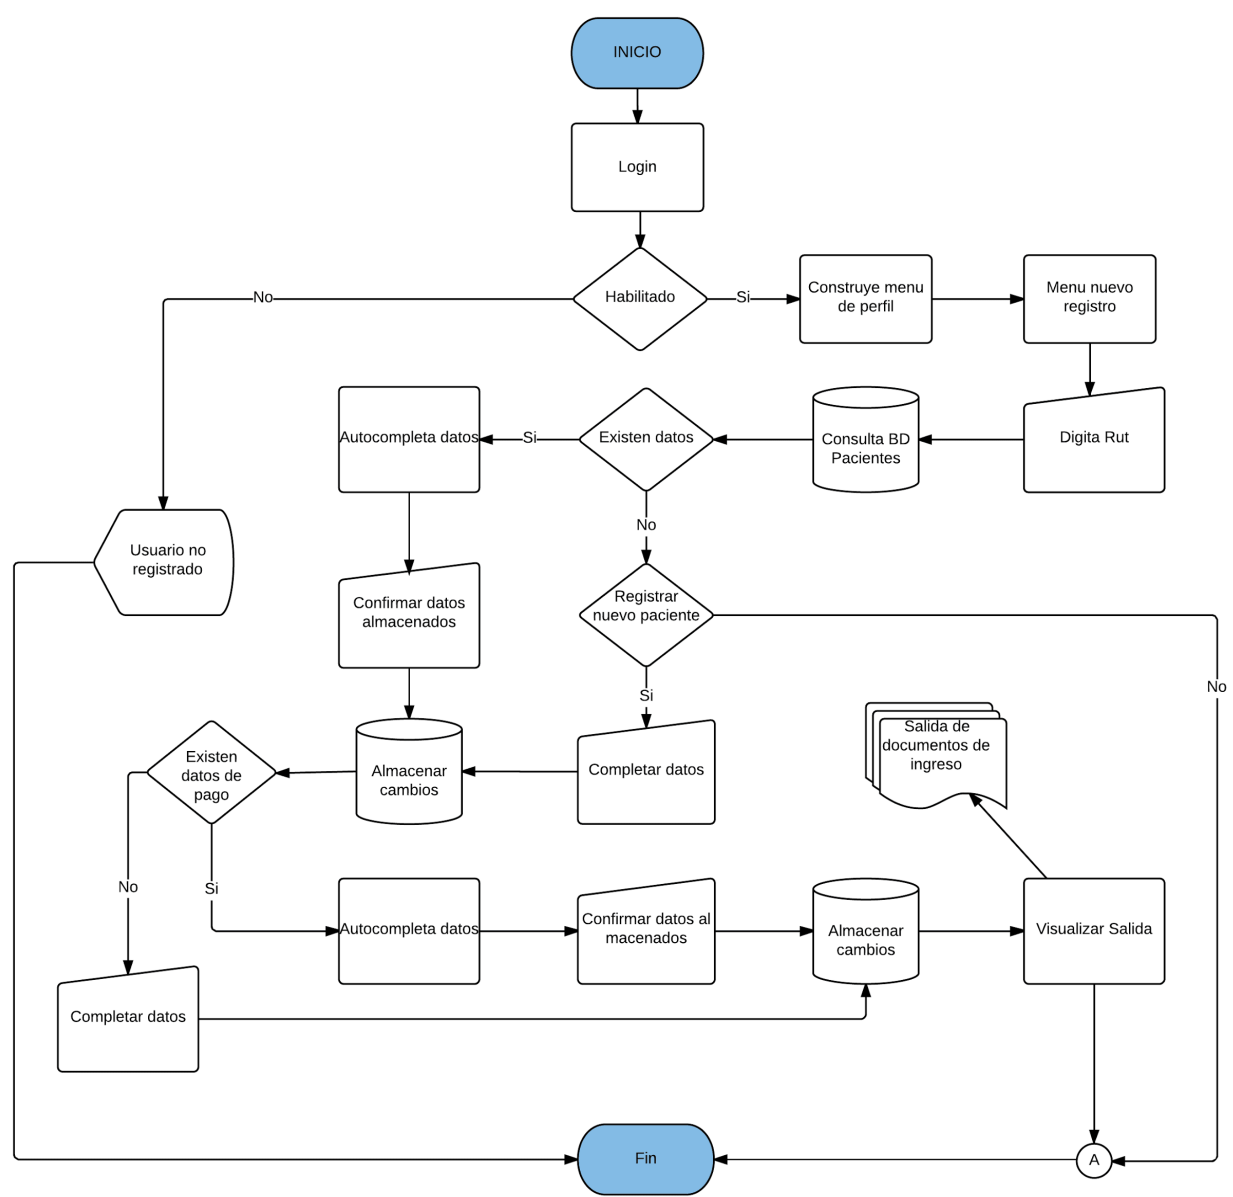 INICIO
Login
Habilitado
No
Si
Construye menu
de perfil
Menu nuevo
registro
Autocompleta datos
Si
Existen datos
Consulta BD
Pacientes
Digita Rut
No
Usuario no
registrado
Confirmar datos
almacenados
Registrar
nuevo paciente
No
Si
Existen
datos de
pago
Almacenar
cambios
Completar datos
Salida de
documentos de
ingreso
No
Si
Autocompleta datos
Confirmar datos al
macenados
Almacenar
cambios
Visualizar Salida
Completar datos
Fin
A